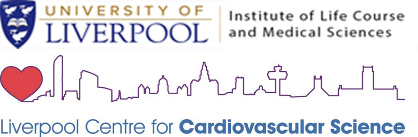 UNIVERSITY OF
LIVERPOOL
Institute of Life Course
and Medical Sciences
Liverpool Centre for Cardiovascular Science